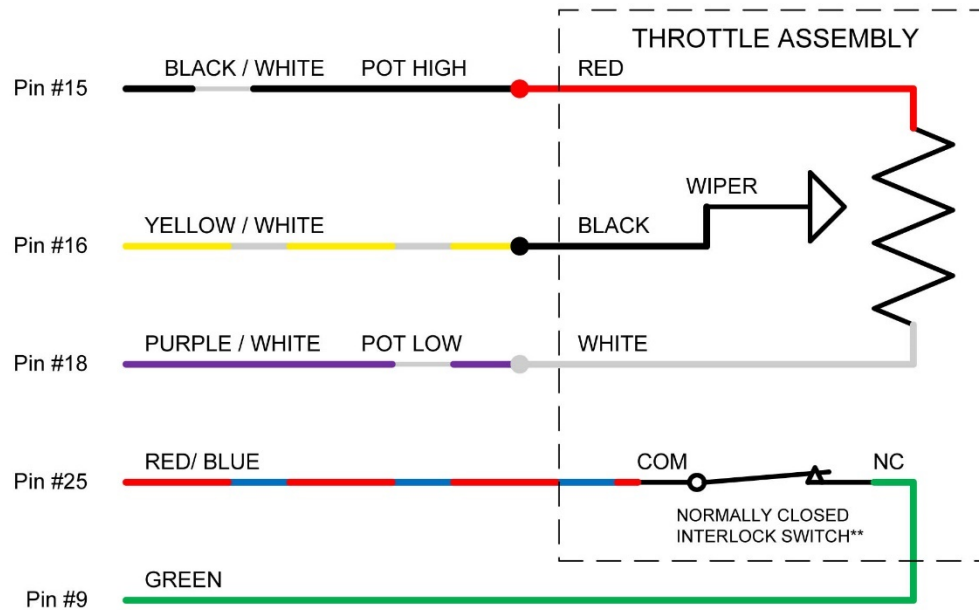 THROTTLE ASSEMBLY
Pin #15 BLACK / WHITE POT HIGH RED
WIPER
Pin #16 YELLOW / WHITE BLACK
Pin #18 PURPLE / WHITE POT LOW WHITE
Pin #25 RED/ BLUE COM NC
NORMALLY CLOSED
INTERLOCK SWITCH**
Pin #9 GREEN